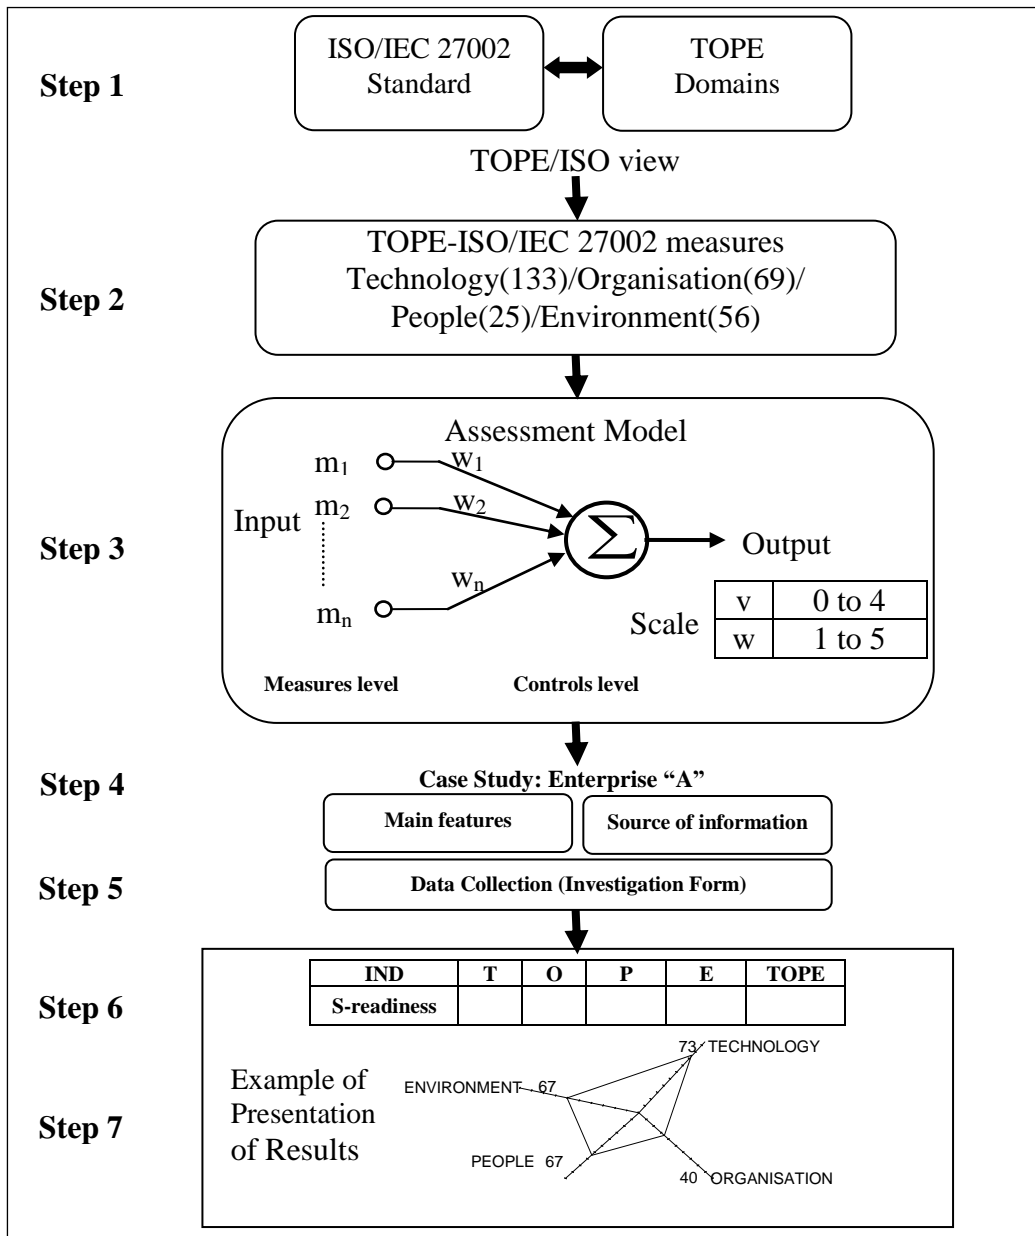 Step 1
ISO/IEC 27002
Standard
TOPE
Domains
TOPE/ISO view
Step 2
TOPE-ISO/IEC 27002 measures
Technology(133)/Organisation(69)/
People(25)/Environment(56)
Step 3
Assessment Model
m1
w1
Input
m2
w2
Σ
Output
wn
mn
Scale
v 0 to 4
w 1 to 5
Measures level
Controls level
Step 4
Case Study: Enterprise “A”
Main features
Source of information
Step 5
Data Collection (Investigation Form)
Step 6
IND T O P E TOPE
S-readiness
Step 7
Example of
Presentation
of Results
73 TECHNOLOGY
ENVIRONMENT 67
PEOPLE 67
40 ORGANISATION